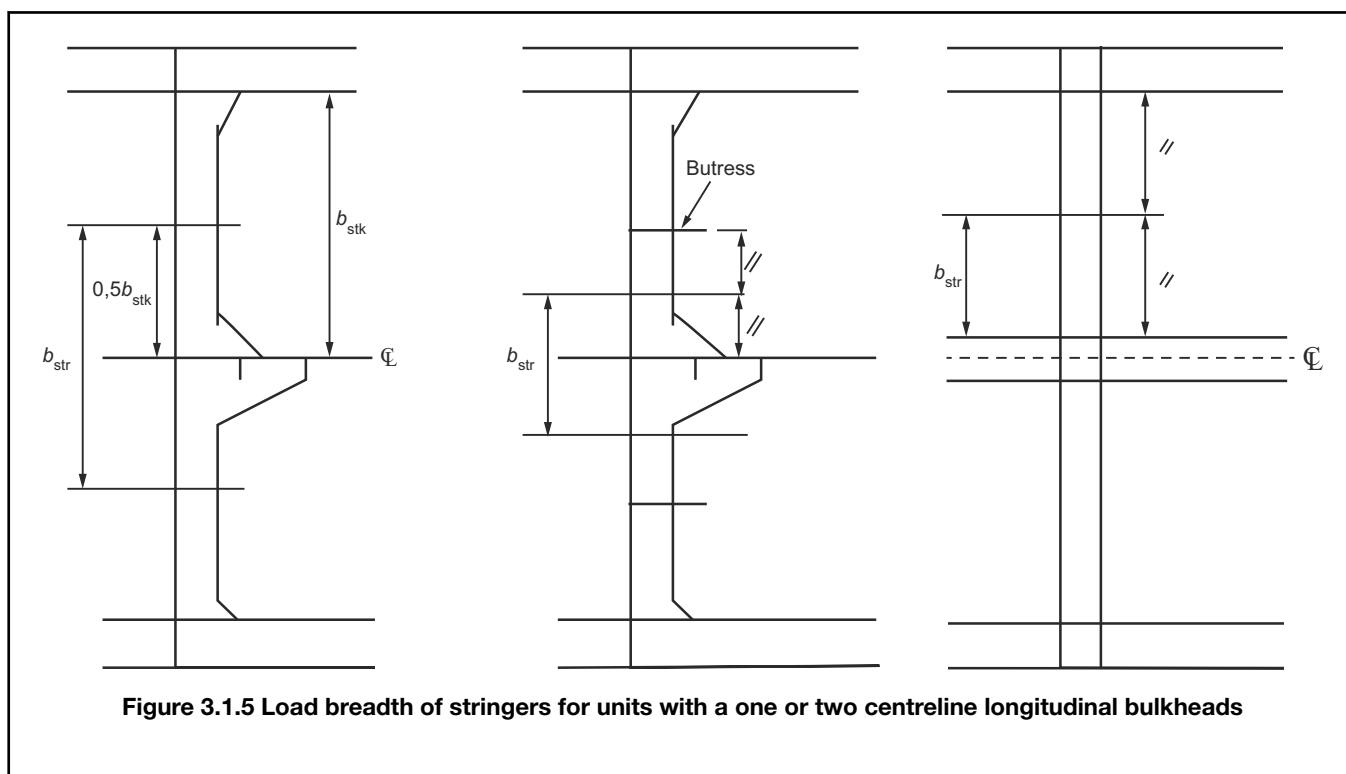 b_stk
0,5b_stk
b_str
℄
Butress
//
//
b_str
//
//
b_str
℄
Figure 3.1.5 Load breadth of stringers for units with a one or two centreline longitudinal bulkheads